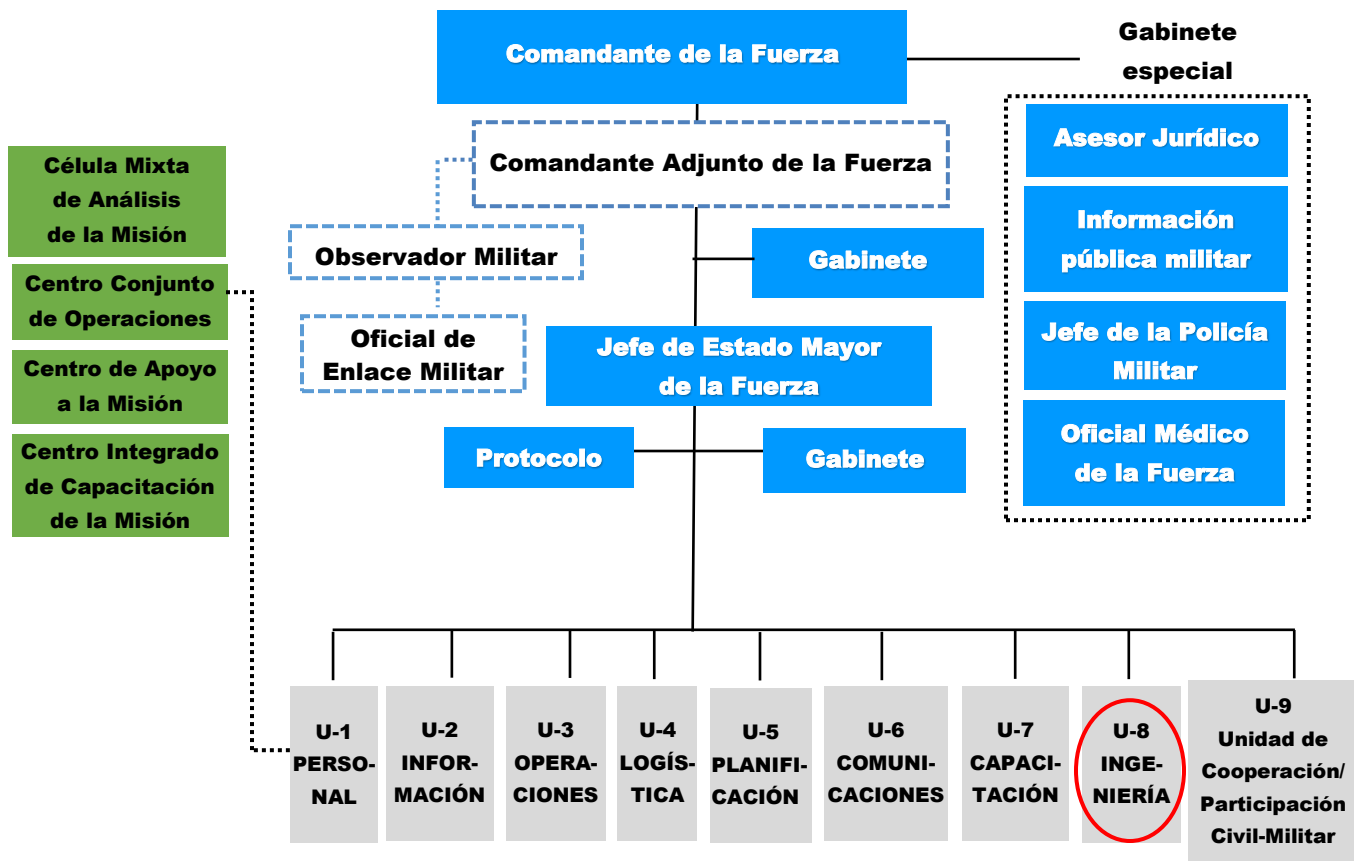 Comandante de la Fuerza
Gabinete
especial
Comandante Adjunto de la Fuerza
Asesor Jurídico
Célula Mixta
de Análisis
de la Misión
Información
pública militar
Observador Militar
Gabinete
Centro Conjunto
de Operaciones
Oficial de
Enlace Militar
Jefe de Estado Mayor
de la Fuerza
Jefe de la Policía
Militar
Centro de Apoyo
a la Misión
Protocolo
Gabinete
Oficial Médico
de la Fuerza
Centro Integrado
de Capacitación
de la Misión
U-1
PERSO-
NAL
U-2
INFOR-
MACIÓN
U-3
OPERA-
CIONES
U-4
LOGÍS-
TICA
U-5
PLANIFI-
CACIÓN
U-6
COMUNI-
CACIONES
U-7
CAPACI-
TACIÓN
U-8
INGE-
NIERÍA
U-9
Unidad de
Cooperación/
Participación
Civil-Militar